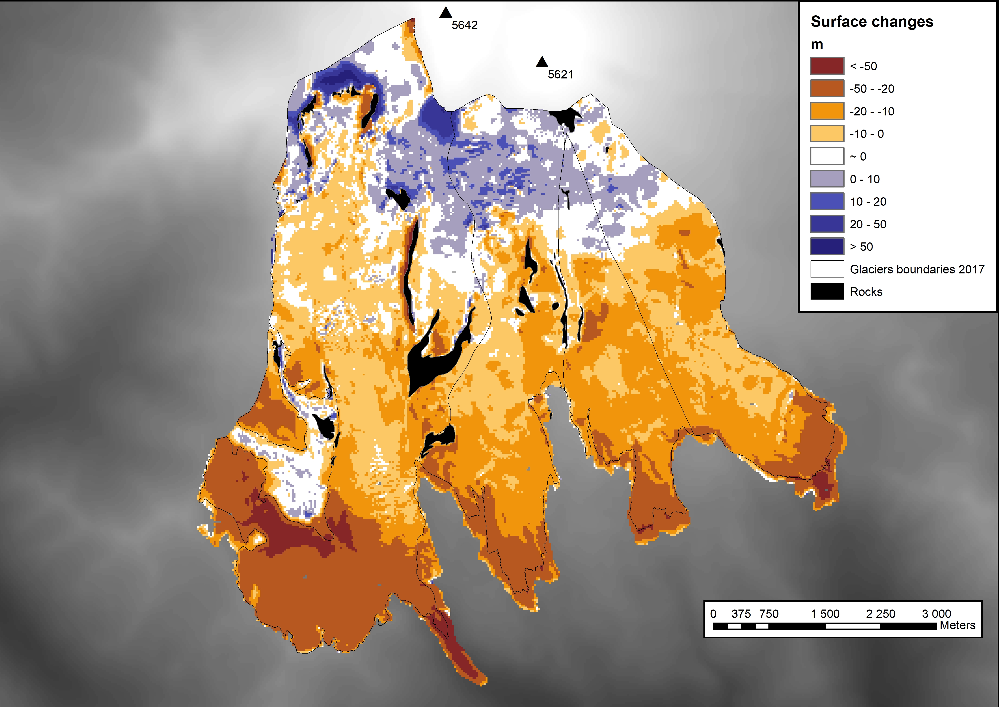 5642
5621
Surface changes
m
< -50
-50 - -20
-20 - -10
-10 - 0
~ 0
0 - 10
10 - 20
20 - 50
> 50
Glaciers boundaries 2017
Rocks
0 375 750 1 500 2 250 3 000
Meters